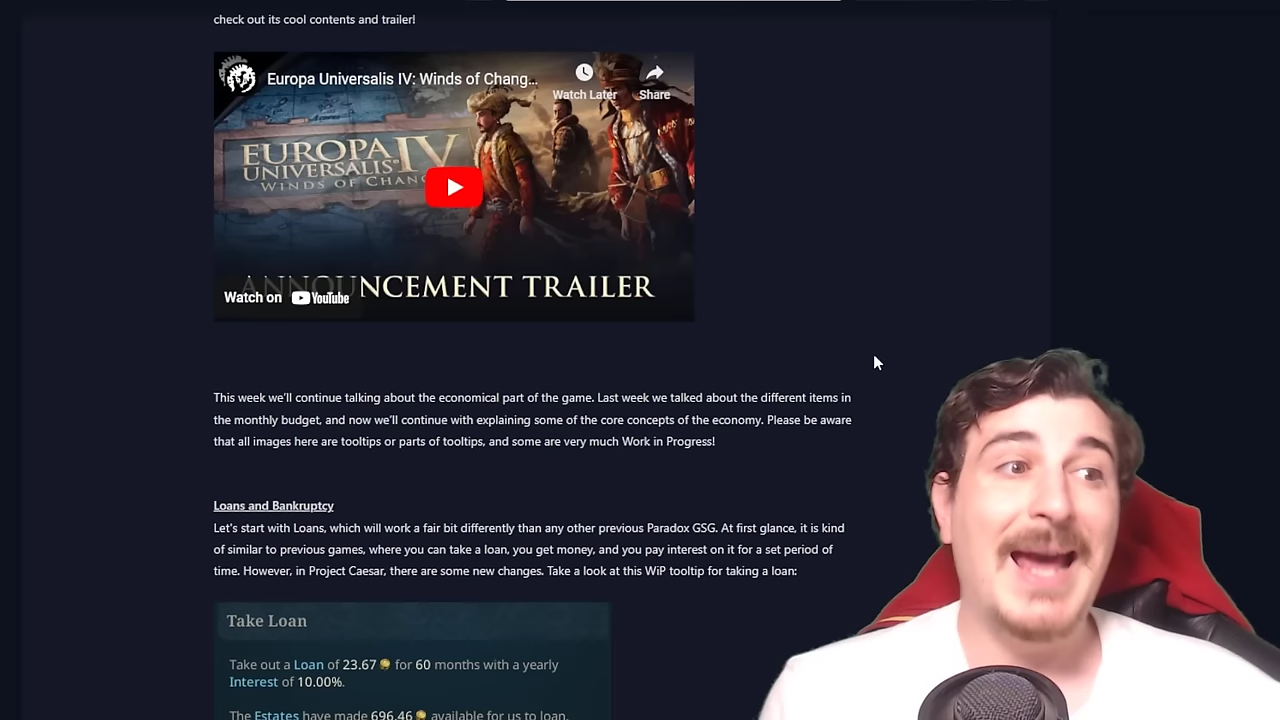 check out its cool contents and trailer!
Europa Universalis IV: Winds of Chang...
Watch Later
Share
EUROPA
UNIVERSALIS IV
WINDS OF CHANG
ANNOUNCEMENT TRAILER
Watch on YouTube
This week we'll continue talking about the economical part of the game. Last week we talked about the different items in
the monthly budget, and now we'll continue with explaining some of the core concepts of the economy. Please be aware
that all images here are tooltips or parts of tooltips, and some are very much Work in Progress!
Loans and Bankruptcy
Let's start with Loans, which will work a fair bit differently than any other previous Paradox GSG. At first glance, it is kind
of similar to previous games, where you can take a loan, you get money, and you pay interest on it for a set period of
time. However, in Project Caesar, there are some new changes. Take a look at this WiP tooltip for taking a loan:
Take Loan
Take out a Loan of 23.67 for 60 months with a yearly
Interest of 10.00%.
The Estates have made 696.46 available for us to loan.